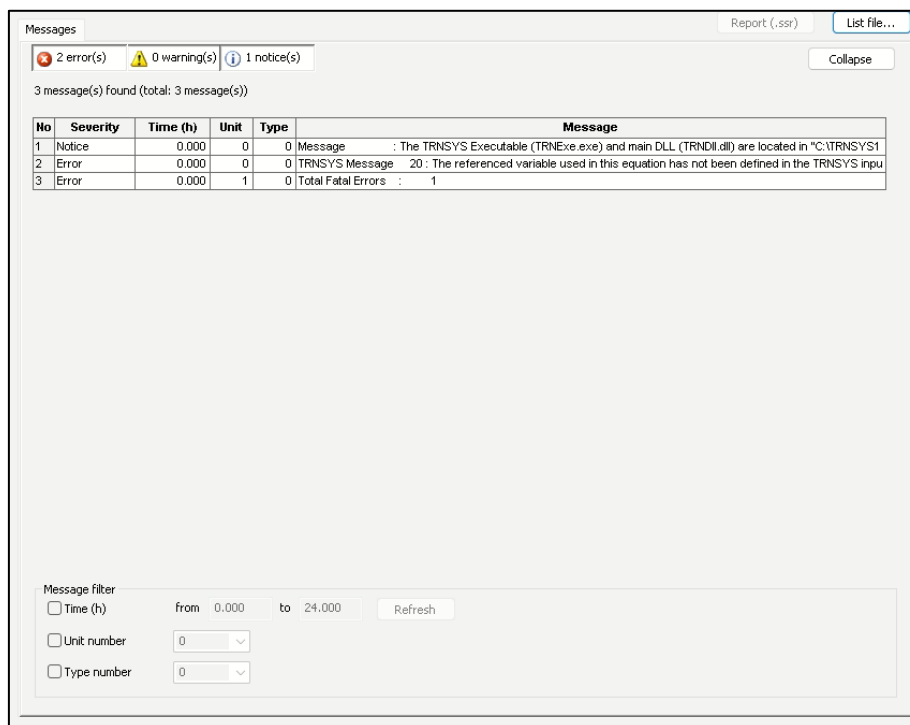 Messages
Report (.ssr)
List file...
2 error(s)
0 warning(s)
1 notice(s)
Collapse
3 message(s) found (total: 3 message(s))
No Severity Time (h) Unit Type Message
1 Notice 0.000 0 0 Message : The TRNSYS Executable (TRNExe.exe) and main DLL (TRNDll.dll) are located in "C:\TRNSYS1
2 Error 0.000 0 0 TRNSYS Message 20 : The referenced variable used in this equation has not been defined in the TRNSYS inpu
3 Error 0.000 1 0 Total Fatal Errors : 1
Message filter
Time (h) from 0.000 to 24.000 Refresh
Unit number 0
Type number 0